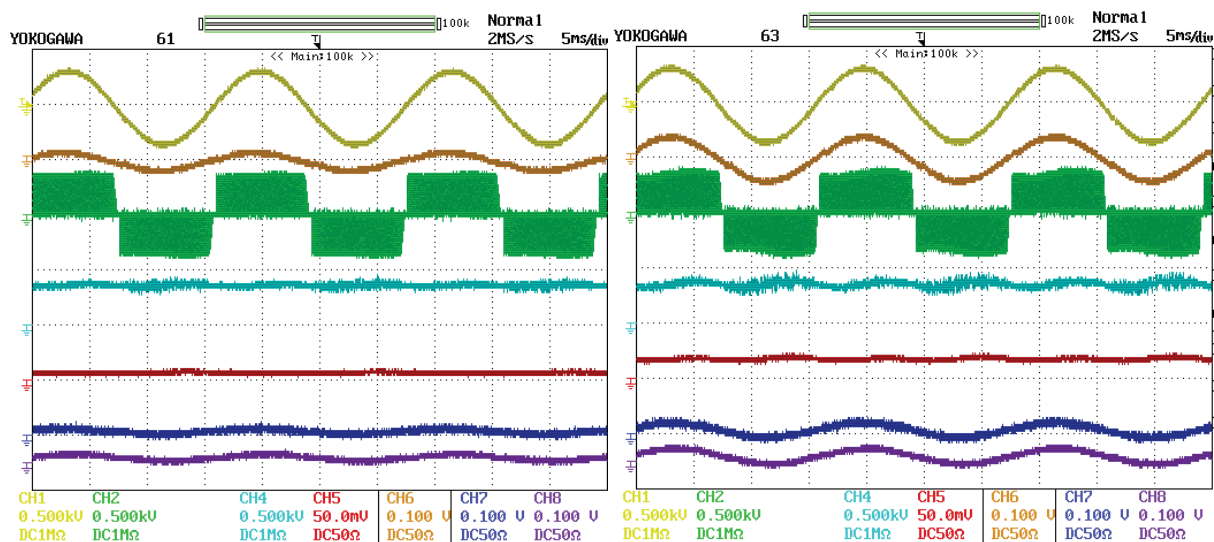 100k Normal
YOKOGAWA 61 2MS/s 5ms/div
<< Main:100k >>
CH1 CH2 CH4 CH5 CH6 CH7 CH8
0.500kV 0.500kV 0.500kV 50.0mV 0.100 V 0.100 V 0.100 V
DC1MΩ DC1MΩ DC1MΩ DC50Ω DC50Ω DC50Ω DC50Ω
100k Normal
YOKOGAWA 63 2MS/s 5ms/div
<< Main:100k >>
CH1 CH2 CH4 CH5 CH6 CH7 CH8
0.500kV 0.500kV 0.500kV 50.0mV 0.100 V 0.100 V 0.100 V
DC1MΩ DC1MΩ DC1MΩ DC50Ω DC50Ω DC50Ω DC50Ω